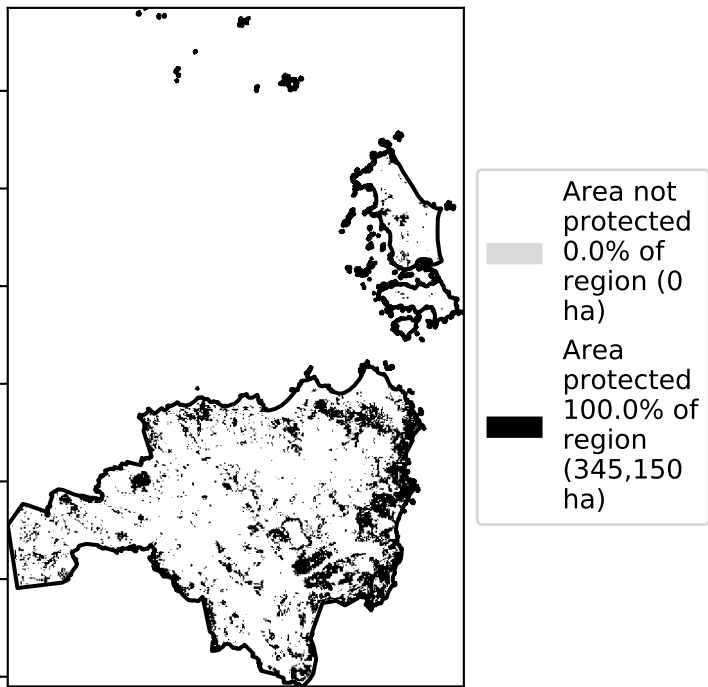 Area not
protected
0.0% of
region (0
ha)
Area
protected
100.0% of
region
(345,150
ha)